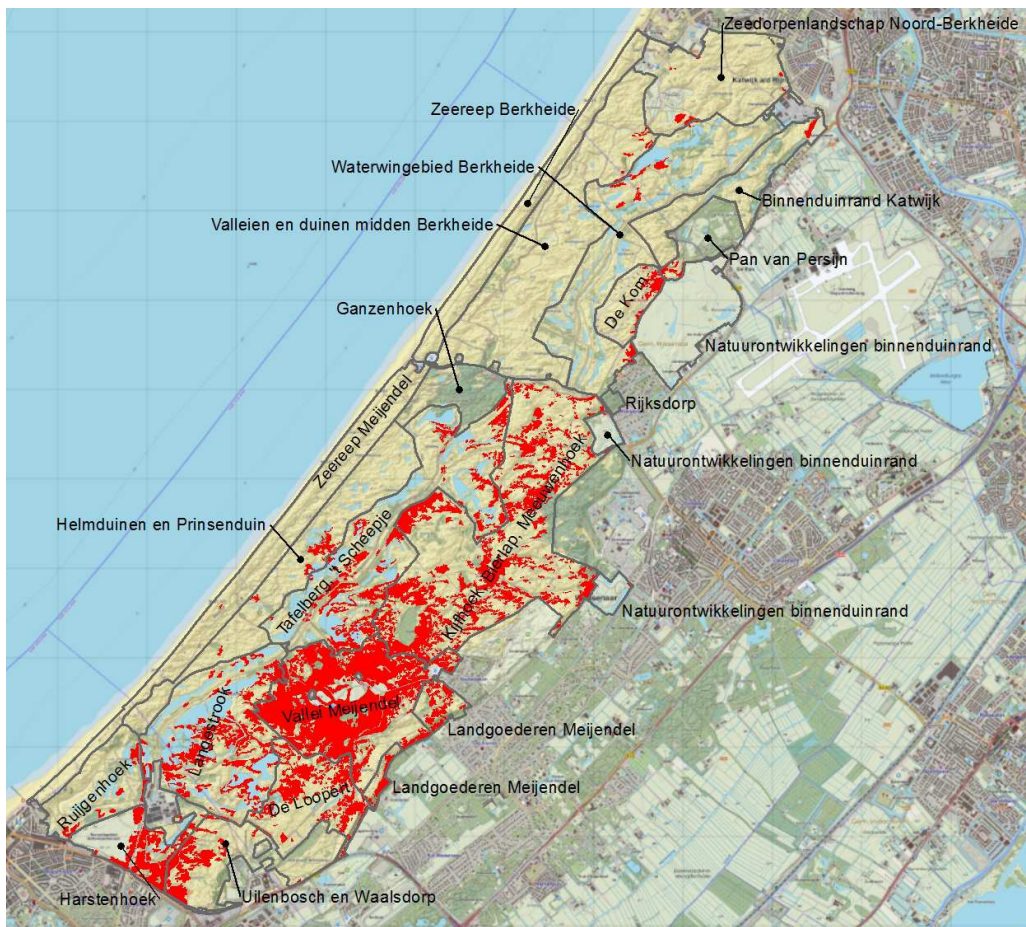 Zeedorpenlandschap Noord-Berkheide
Zeereep Berkheide
Waterwingebied Berkheide
Binnenduinrand Katwijk
Valleien en duinen midden Berkheide
Pan van Persijn
De Kom
Ganzenhoek
Natuurontwikkelingen binnenduinrand
Zeereep Meijendel
Rijksdorp
Natuurontwikkelingen binnenduinrand
Kijfhoek, Bierlap, Meeuwenhoek
Helmduinen en Prinsenduin
Tafelberg, 't Scheepje
Natuurontwikkelingen binnenduinrand
Vallei Meijendel
Langestrook
Landgoederen Meijendel
De Loopert
Landgoederen Meijendel
Ruijgenhoek
Harstenhoek
Uilenbosch en Waalsdorp